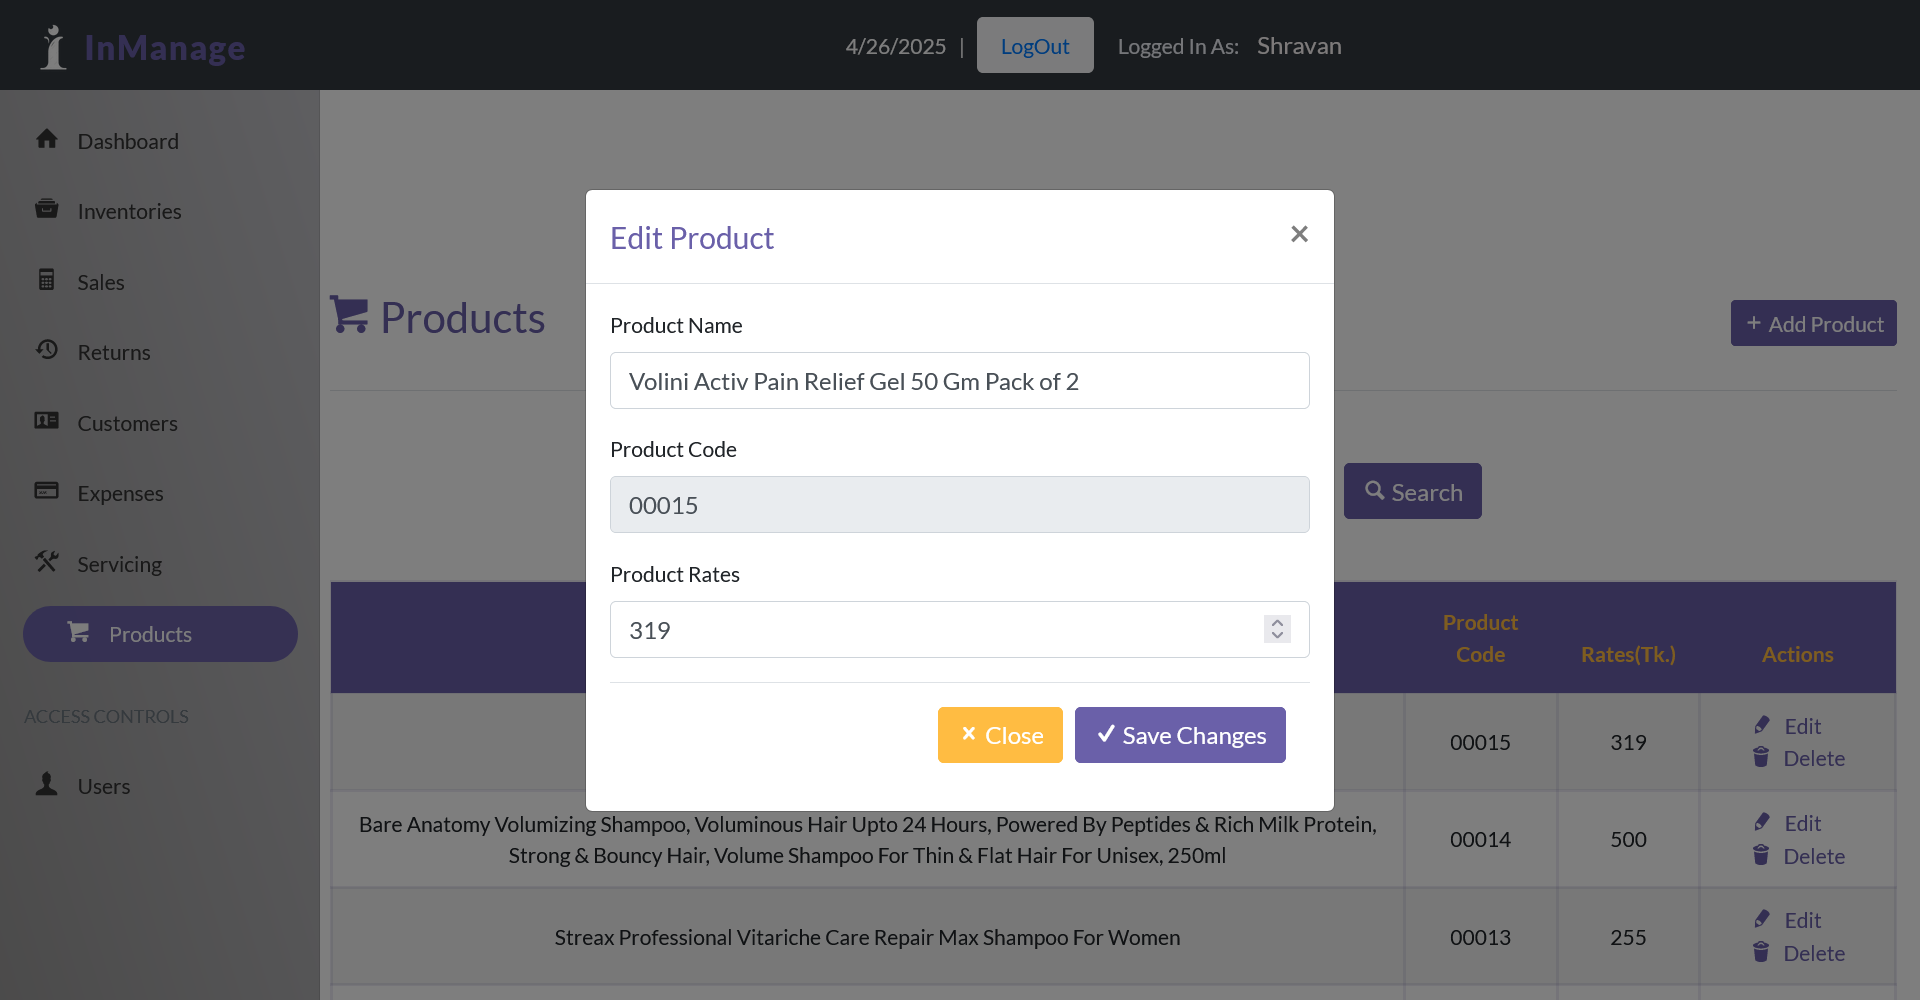 InManage
4/26/2025 | LogOut Logged In As: Shravan
Dashboard
Inventories
Sales
Returns
Customers
Expenses
Servicing
Products
ACCESS CONTROLS
Users
Products
+ Add Product
Search
Edit Product
×
Product Name
Volini Activ Pain Relief Gel 50 Gm Pack of 2
Product Code
00015
Product Rates
319
Close
Save Changes
Product
Code
Rates(Tk.)
Actions
00015
319
Edit
Delete
Bare Anatomy Volumizing Shampoo, Voluminous Hair Upto 24 Hours, Powered By Peptides & Rich Milk Protein,
Strong & Bouncy Hair, Volume Shampoo For Thin & Flat Hair For Unisex, 250ml
00014
500
Edit
Delete
Streax Professional Vitariche Care Repair Max Shampoo For Women
00013
255
Edit
Delete